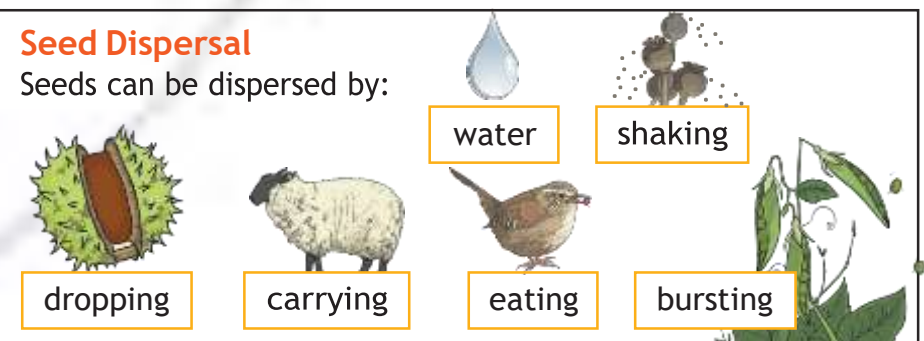 Seed Dispersal
Seeds can be dispersed by:
water
shaking
dropping
carrying
eating
bursting